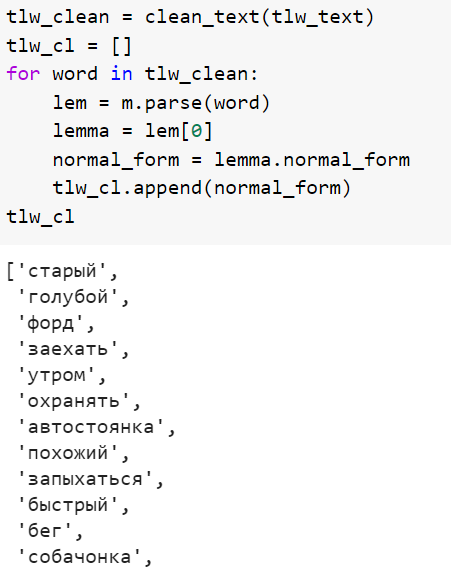 tlw_clean = clean_text(tlw_text)
tlw_cl = []
for word in tlw_clean:
    lem = m.parse(word)
    lemma = lem[0]
    normal_form = lemma.normal_form
    tlw_cl.append(normal_form)
tlw_cl
['старый',
 'голубой',
 'форд',
 'заехать',
 'утром',
 'охранять',
 'автостоянка',
 'похожий',
 'запыхаться',
 'быстрый',
 'бег',
 'собачонка',